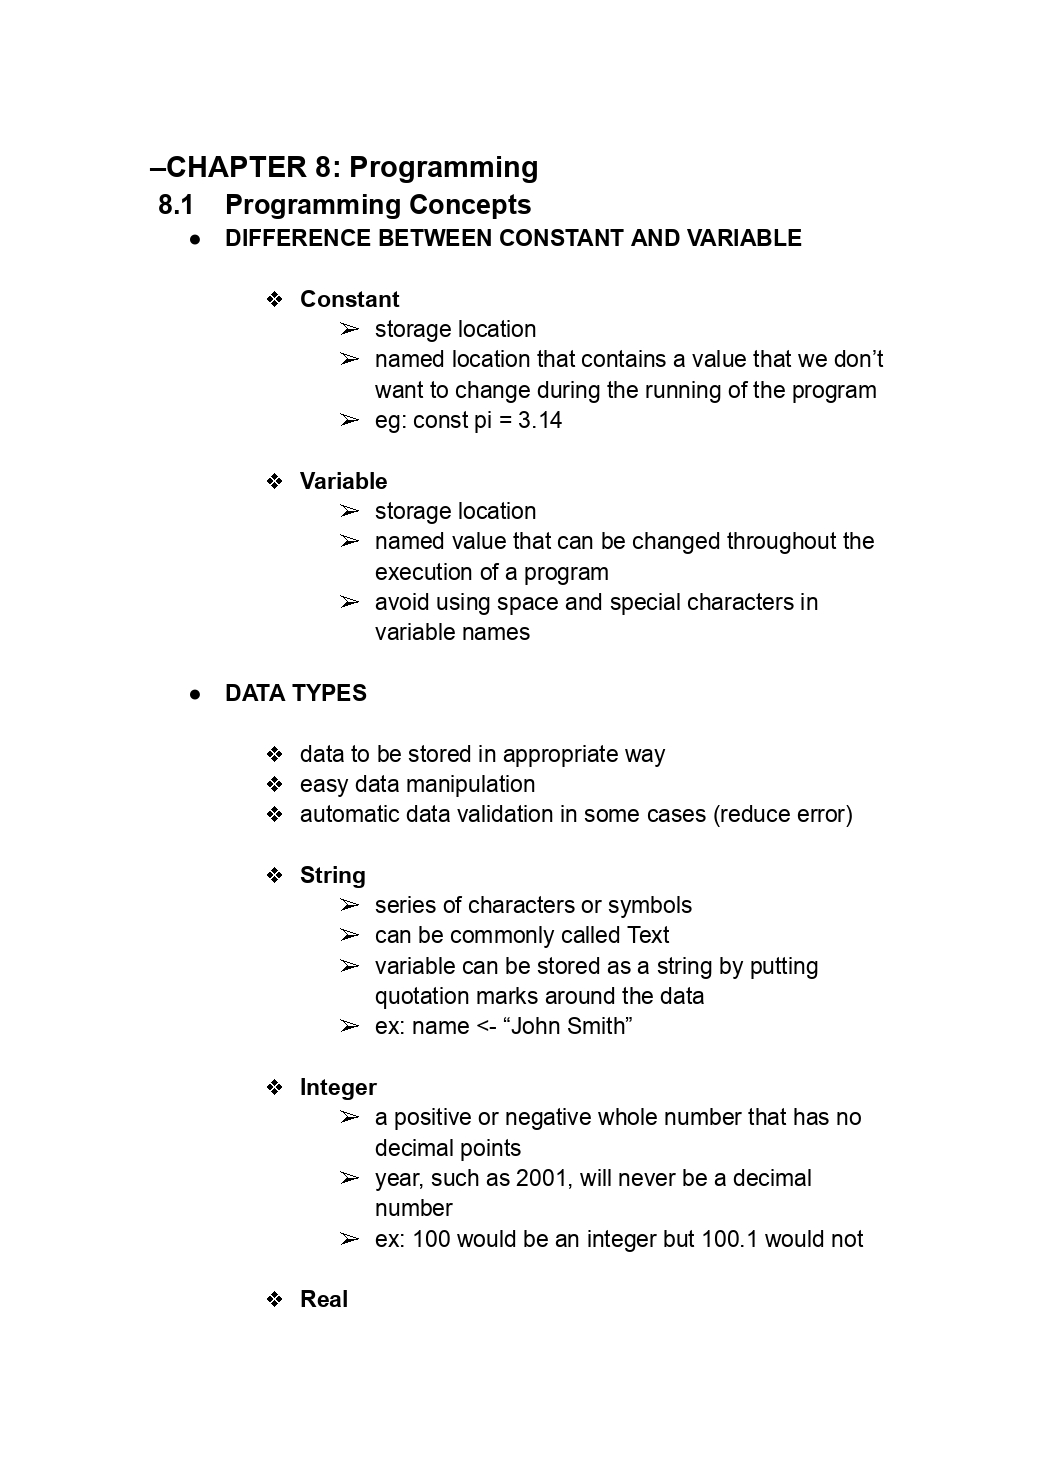 –CHAPTER 8: Programming
8.1 Programming Concepts
● DIFFERENCE BETWEEN CONSTANT AND VARIABLE
❖ Constant
➢ storage location
➢ named location that contains a value that we don’t
want to change during the running of the program
➢ eg: const pi = 3.14
❖ Variable
➢ storage location
➢ named value that can be changed throughout the
execution of a program
➢ avoid using space and special characters in
variable names
● DATA TYPES
❖ data to be stored in appropriate way
❖ easy data manipulation
❖ automatic data validation in some cases (reduce error)
❖ String
➢ series of characters or symbols
➢ can be commonly called Text
➢ variable can be stored as a string by putting
quotation marks around the data
➢ ex: name <- “John Smith”
❖ Integer
➢ a positive or negative whole number that has no
decimal points
➢ year, such as 2001, will never be a decimal
number
➢ ex: 100 would be an integer but 100.1 would not
❖ Real